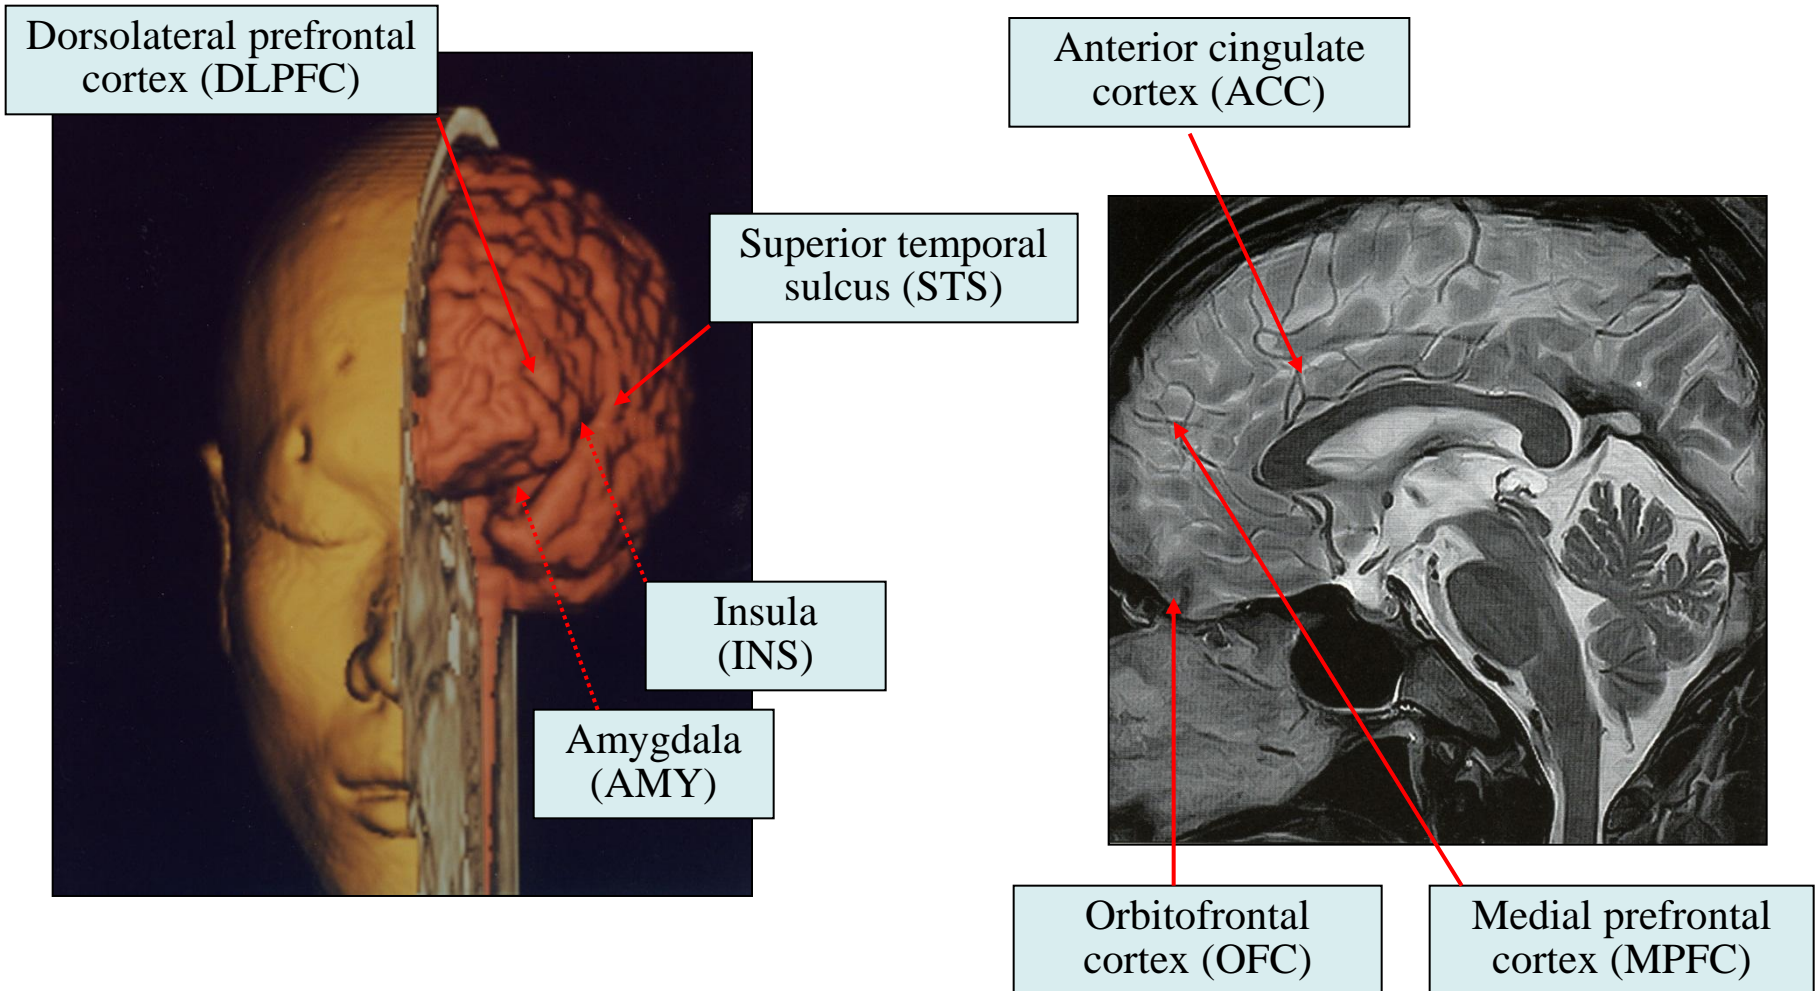 Dorsolateral prefrontal
cortex (DLPFC)
Superior temporal
sulcus (STS)
Insula
(INS)
Amygdala
(AMY)
Anterior cingulate
cortex (ACC)
Orbitofrontal
cortex (OFC)
Medial prefrontal
cortex (MPFC)